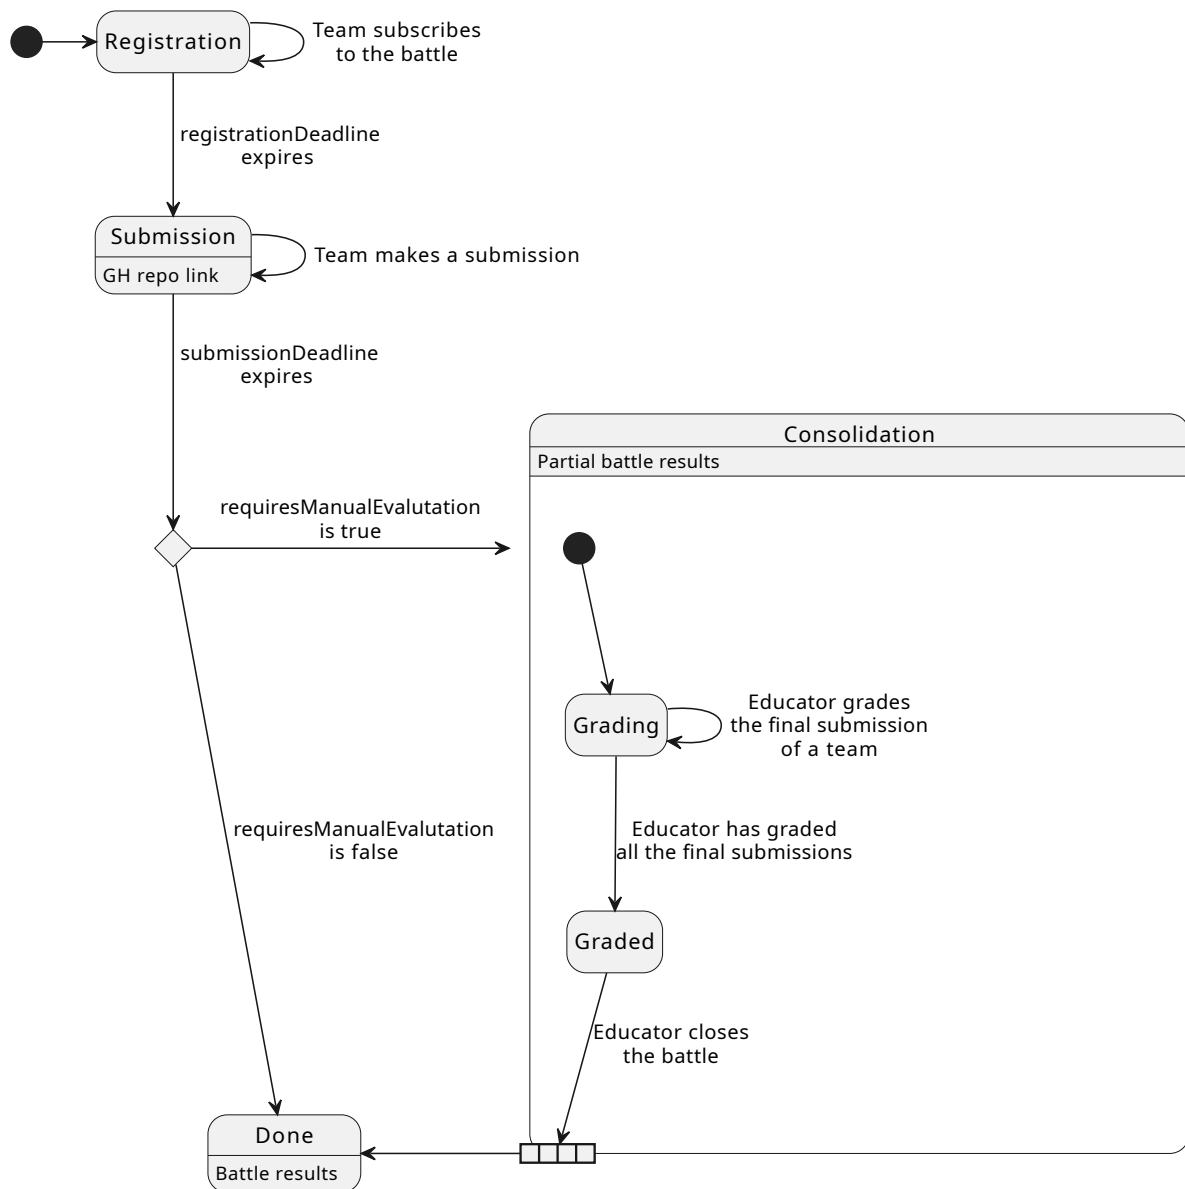 Registration
Team subscribes
to the battle
registrationDeadline
expires
Submission
GH repo link
Team makes a submission
submissionDeadline
expires
Consolidation
Partial battle results
requiresManualEvalutation
is true
Grading
Educator grades
the final submission
of a team
requiresManualEvalutation
is false
Educator has graded
all the final submissions
Graded
Educator closes
the battle
Done
Battle results